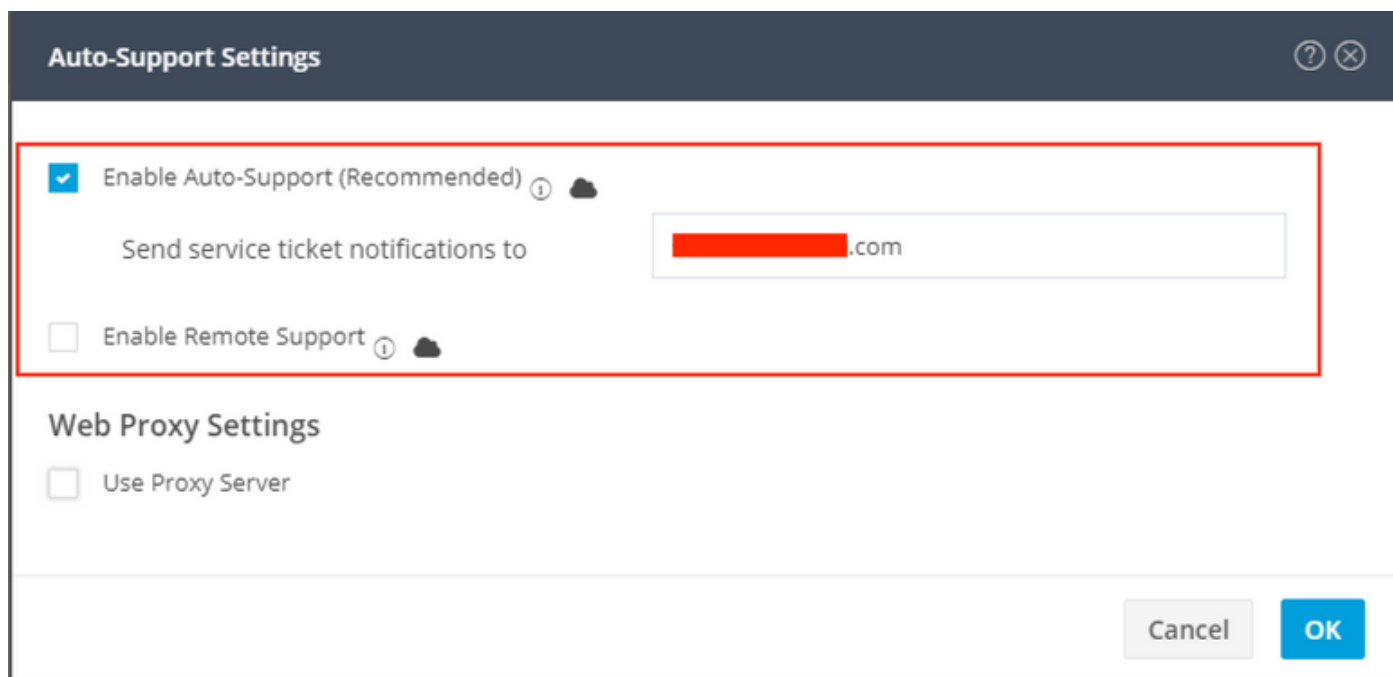 Auto-Support Settings
Enable Auto-Support (Recommended)
Send service ticket notifications to
.com
Enable Remote Support
Web Proxy Settings
Use Proxy Server
Cancel
OK